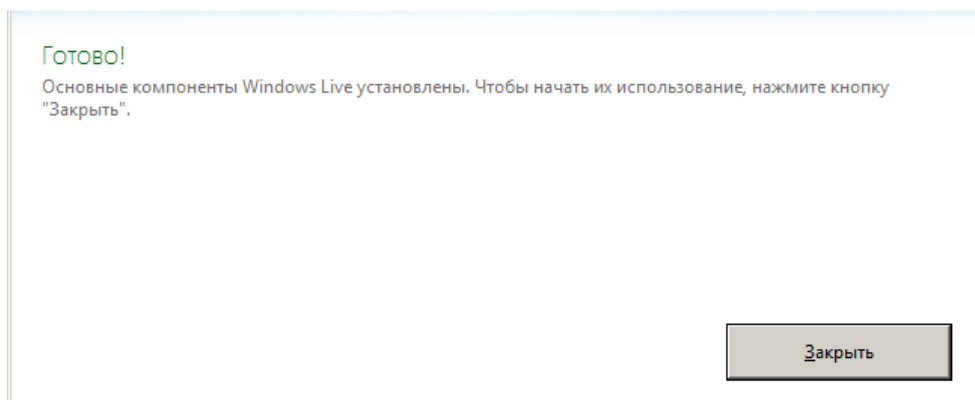 Готово!
Основные компоненты Windows Live установлены. Чтобы начать их использование, нажмите кнопку
"Закрыть".
Закрыть